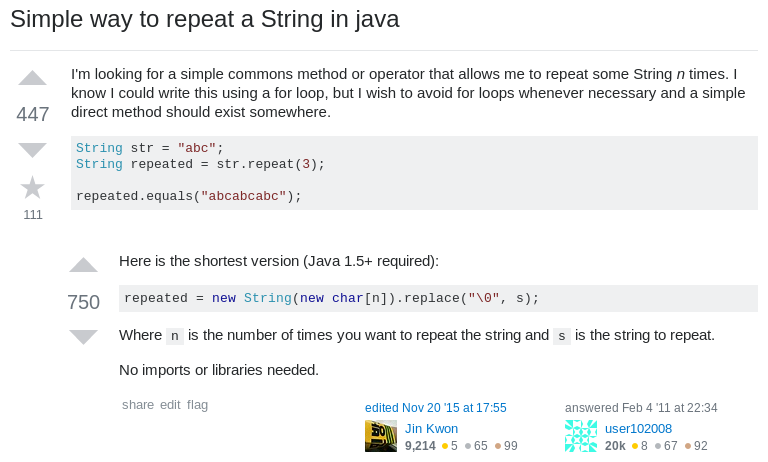 Simple way to repeat a String in java
I'm looking for a simple commons method or operator that allows me to repeat some String n times. I
know I could write this using a for loop, but I wish to avoid for loops whenever necessary and a simple
direct method should exist somewhere.
447
String str = "abc";
String repeated = str.repeat(3);
repeated.equals("abcabcabc");
111
Here is the shortest version (Java 1.5+ required):
750
repeated = new String(new char[n]).replace("\0", s);
Where n is the number of times you want to repeat the string and s is the string to repeat.
No imports or libraries needed.
share edit flag
edited Nov 20 '15 at 17:55
Jin Kwon
9,214 5 65 99
answered Feb 4 '11 at 22:34
user102008
20k 8 67 92